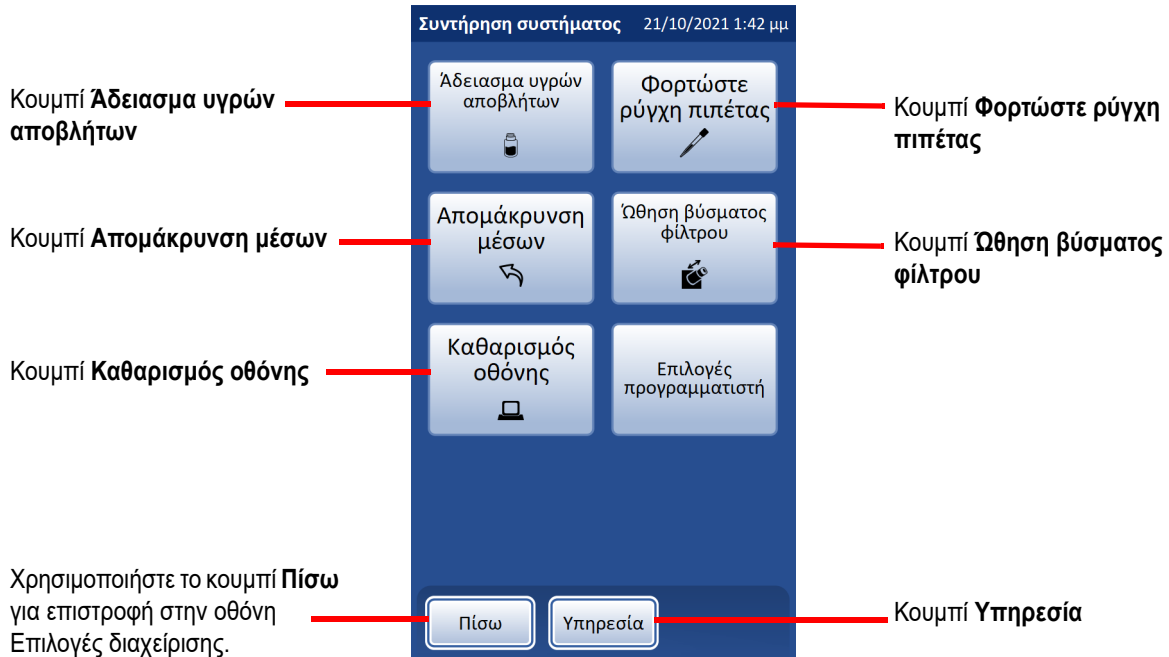 Συντήρηση συστήματος 21/10/2021 1:42 μμ
Κουμπί Άδειασμα υγρών
αποβλήτων
Άδειασμα υγρών
αποβλήτων
Φορτώστε
ρύγχη πιπέτας
Κουμπί Φορτώστε ρύγχη
πιπέτας
Κουμπί Απομάκρυνση μέσων
Απομάκρυνση
μέσων
Ώθηση βύσματος
φίλτρου
Κουμπί Ώθηση βύσματος
φίλτρου
Κουμπί Καθαρισμός οθόνης
Καθαρισμός
οθόνης
Επιλογές
προγραμματιστή
Χρησιμοποιήστε το κουμπί Πίσω
για επιστροφή στην οθόνη
Επιλογές διαχείρισης.
Πίσω
Υπηρεσία
Κουμπί Υπηρεσία